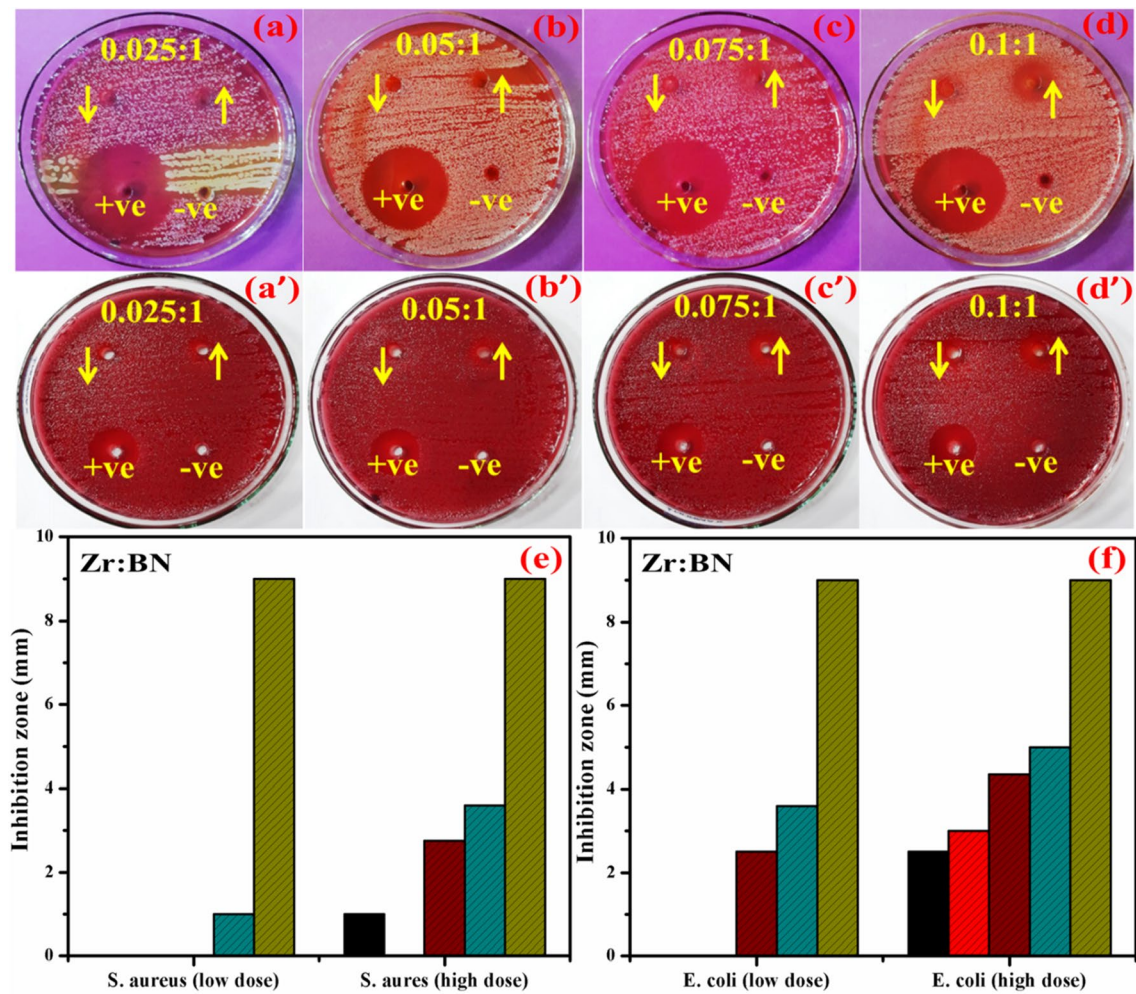 (a)
0.025:1
↓ ↑
+ve -ve
(b)
0.05:1
↓ ↑
+ve -ve
(c)
0.075:1
↓ ↑
+ve -ve
(d)
0.1:1
↓ ↑
+ve -ve
(a′)
0.025:1
↓ ↑
+ve -ve
(b′)
0.05:1
↓ ↑
+ve -ve
(c′)
0.075:1
↓ ↑
+ve -ve
(d′)
0.1:1
↓ ↑
+ve -ve
Zr:BN
(e)
Inhibition zone (mm)
10
8
6
4
2
0
S. aureus (low dose)
S. aures (high dose)
Zr:BN
(f)
Inhibition zone (mm)
10
8
6
4
2
0
E. coli (low dose)
E. coli (high dose)